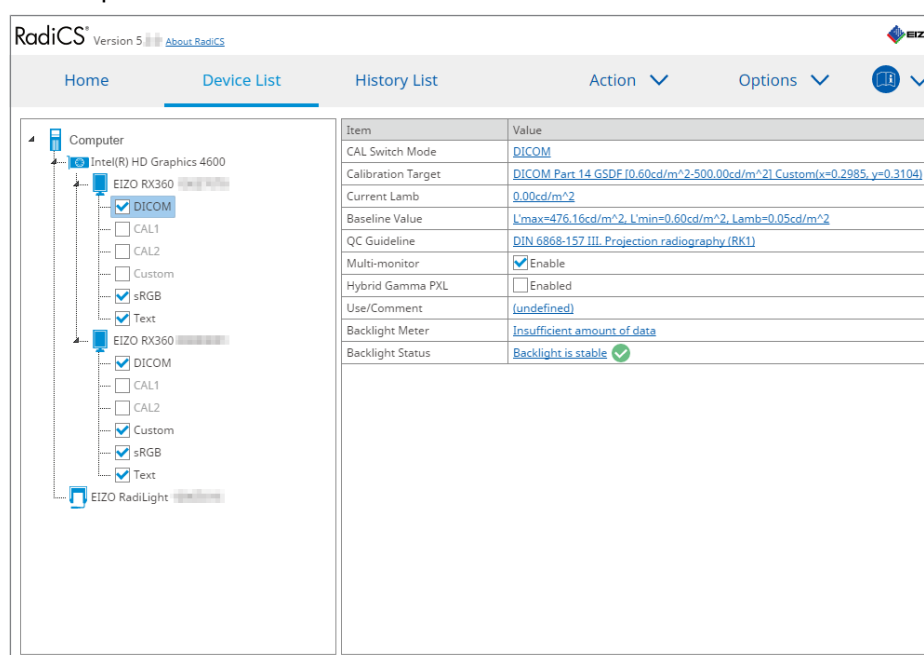 RadiCS® Version 5 About RadiCS
EIZ
Home Device List History List Action Options
Computer
Intel(R) HD Graphics 4600
EIZO RX360
DICOM
CAL1
CAL2
Custom
sRGB
Text
EIZO RX360
DICOM
CAL1
CAL2
Custom
sRGB
Text
EIZO RadiLight
Item Value
CAL Switch Mode DICOM
Calibration Target DICOM Part 14 GSDF [0.60cd/m^2-500.00cd/m^2] Custom(x=0.2985, y=0.3104)
Current Lamb 0.00cd/m^2
Baseline Value L'max=476.16cd/m^2, L'min=0.60cd/m^2, Lamb=0.05cd/m^2
QC Guideline DIN 6868-157 III. Projection radiography (RK1)
Multi-monitor Enable
Hybrid Gamma PXL Enabled
Use/Comment (undefined)
Backlight Meter Insufficient amount of data
Backlight Status Backlight is stable